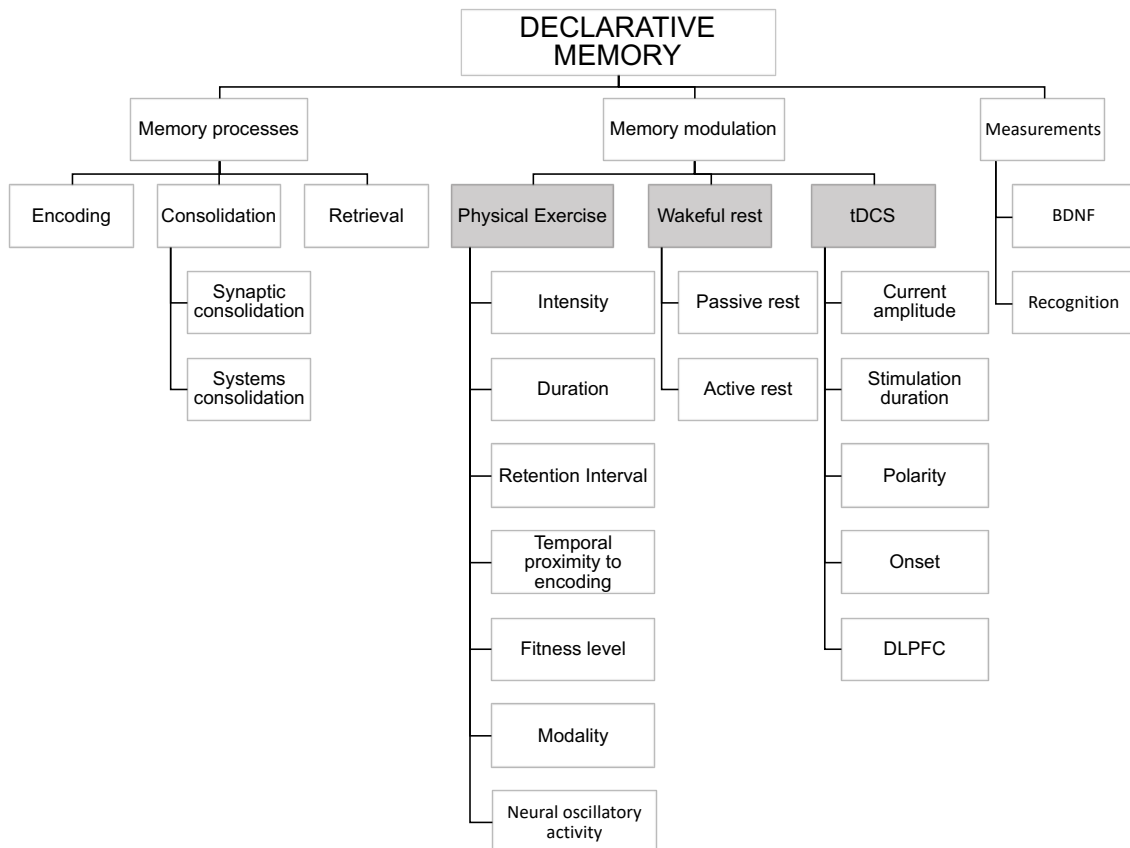 DECLARATIVE
MEMORY
Memory processes
Memory modulation
Measurements
Encoding
Consolidation
Retrieval
Physical Exercise
Wakeful rest
tDCS
BDNF
Synaptic
consolidation
Intensity
Passive rest
Current
amplitude
Recognition
Systems
consolidation
Duration
Active rest
Stimulation
duration
Retention Interval
Polarity
Temporal
proximity to
encoding
Onset
Fitness level
DLPFC
Modality
Neural oscillatory
activity